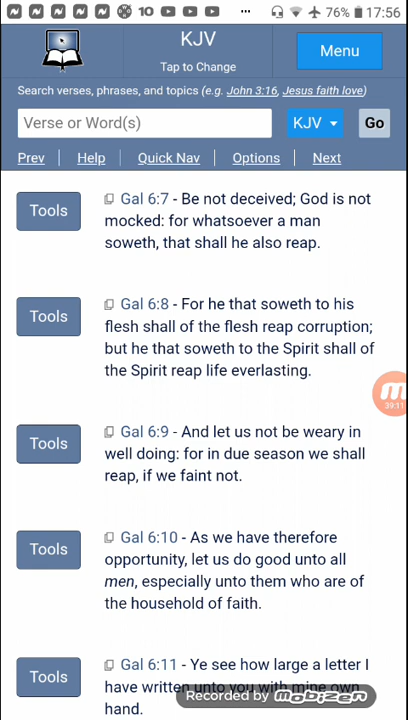 10 76% 17:56
KJV
Tap to Change
Menu
Search verses, phrases, and topics (e.g. John 3:16, Jesus faith love)
Verse or Word(s) KJV Go
Prev Help Quick Nav Options Next
Tools
Gal 6:7 - Be not deceived; God is not
mocked: for whatsoever a man
soweth, that shall he also reap.
Tools
Gal 6:8 - For he that soweth to his
flesh shall of the flesh reap corruption;
but he that soweth to the Spirit shall of
the Spirit reap life everlasting.
39:11
Tools
Gal 6:9 - And let us not be weary in
well doing: for in due season we shall
reap, if we faint not.
Tools
Gal 6:10 - As we have therefore
opportunity, let us do good unto all
men, especially unto them who are of
the household of faith.
Tools
Gal 6:11 - Ye see how large a letter I
have written unto you with mine own
hand.
Recorded by Mobizen